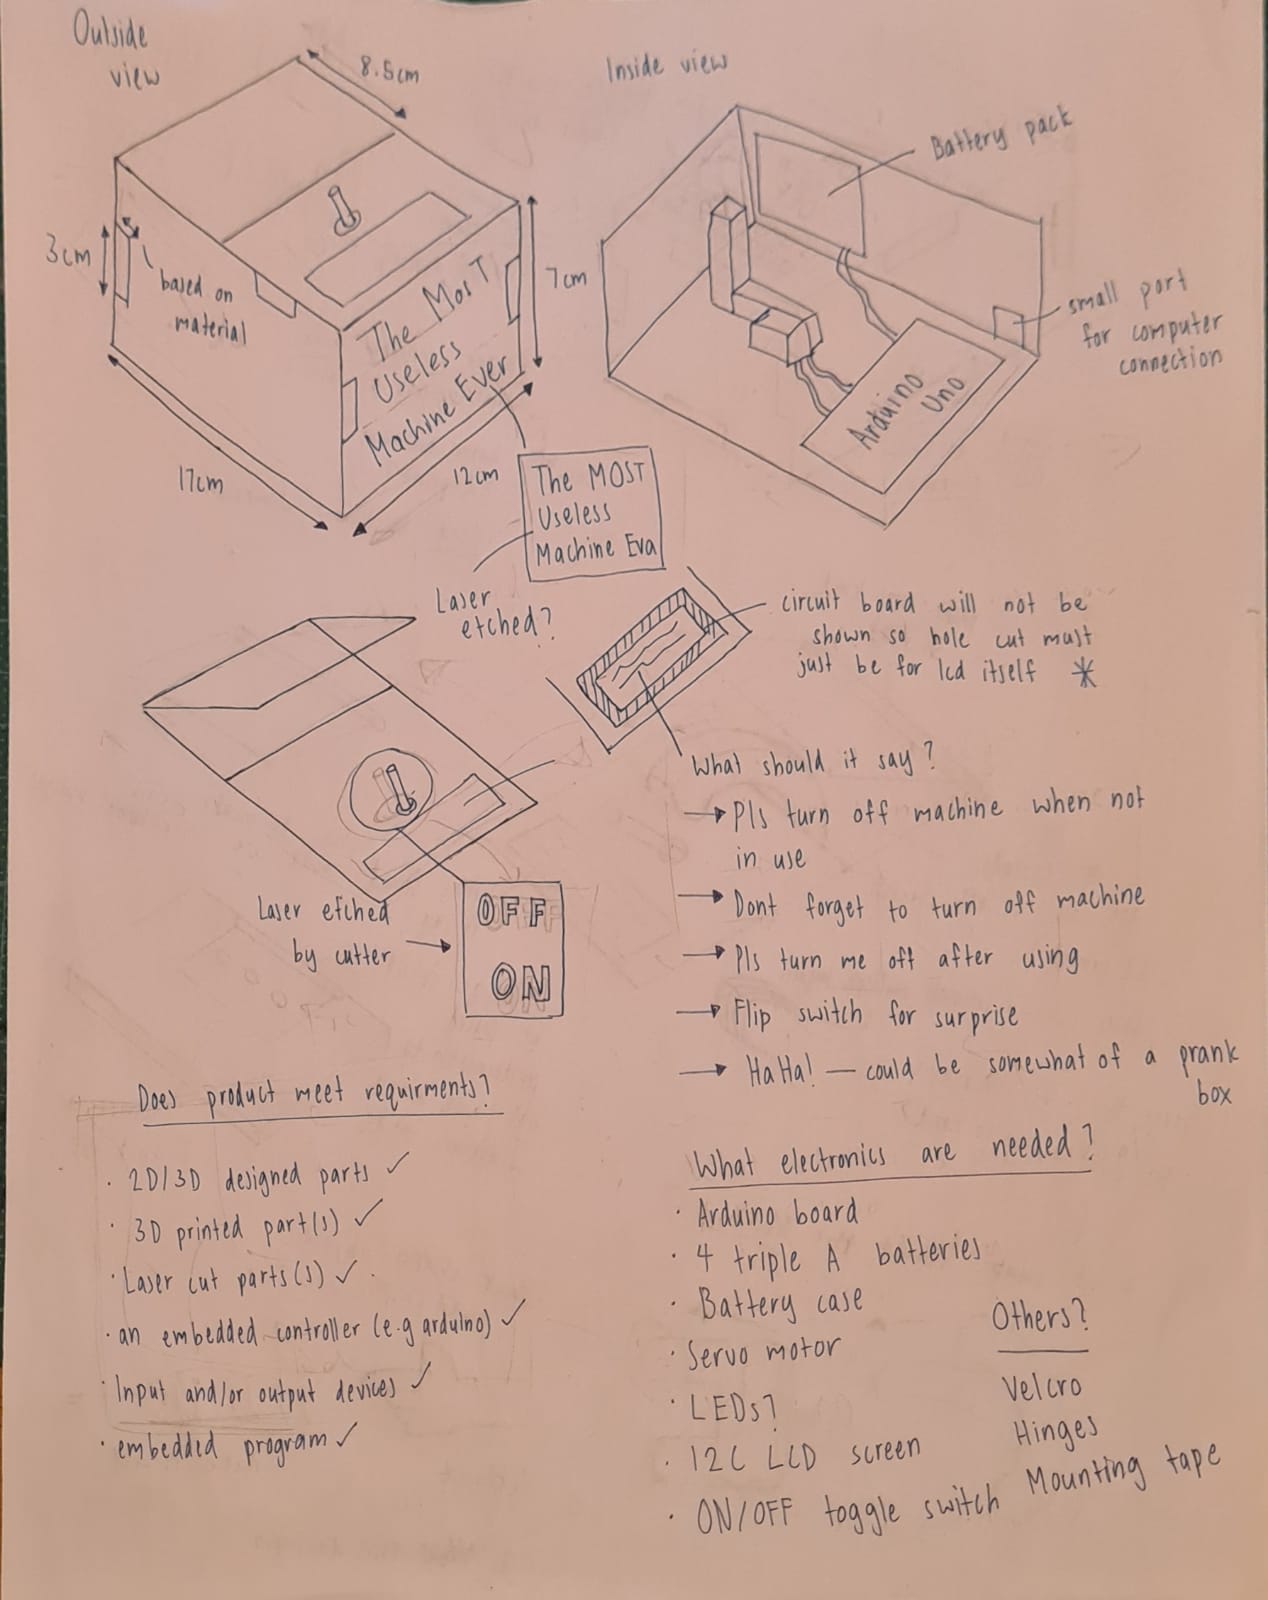 Outside
view
8.5cm
3cm
based on
material
7cm
The MosT
Useless
Machine Ever
17cm
12cm
Inside view
Battery pack
small port
for computer
connection
Arduino
Uno
The MOST
Useless
Machine Eva
Laser
etched?
circuit board will not be
shown so hole cut must
just be for lcd itself *
What should it say?
→ Pls turn off machine when not
in use
→ Dont forget to turn off machine
→ Pls turn me off after using
→ Flip switch for surprise
→ HaHa! — could be somewhat of a prank
box
Laser etched
by cutter →
OFF
ON
Does product meet requirments?
· 2D/3D designed parts ✓
· 3D printed part(s) ✓
· Laser cut parts(s) ✓
· an embedded controller (e.g arduino) ✓
· Input and/or output devices ✓
· embedded program ✓
What electronics are needed?
· Arduino board
· 4 triple A batteries
· Battery case
· Servo motor
· LEDs?
· I2C LCD screen
· ON/OFF toggle switch
Others?
Velcro
Hinges
Mounting tape